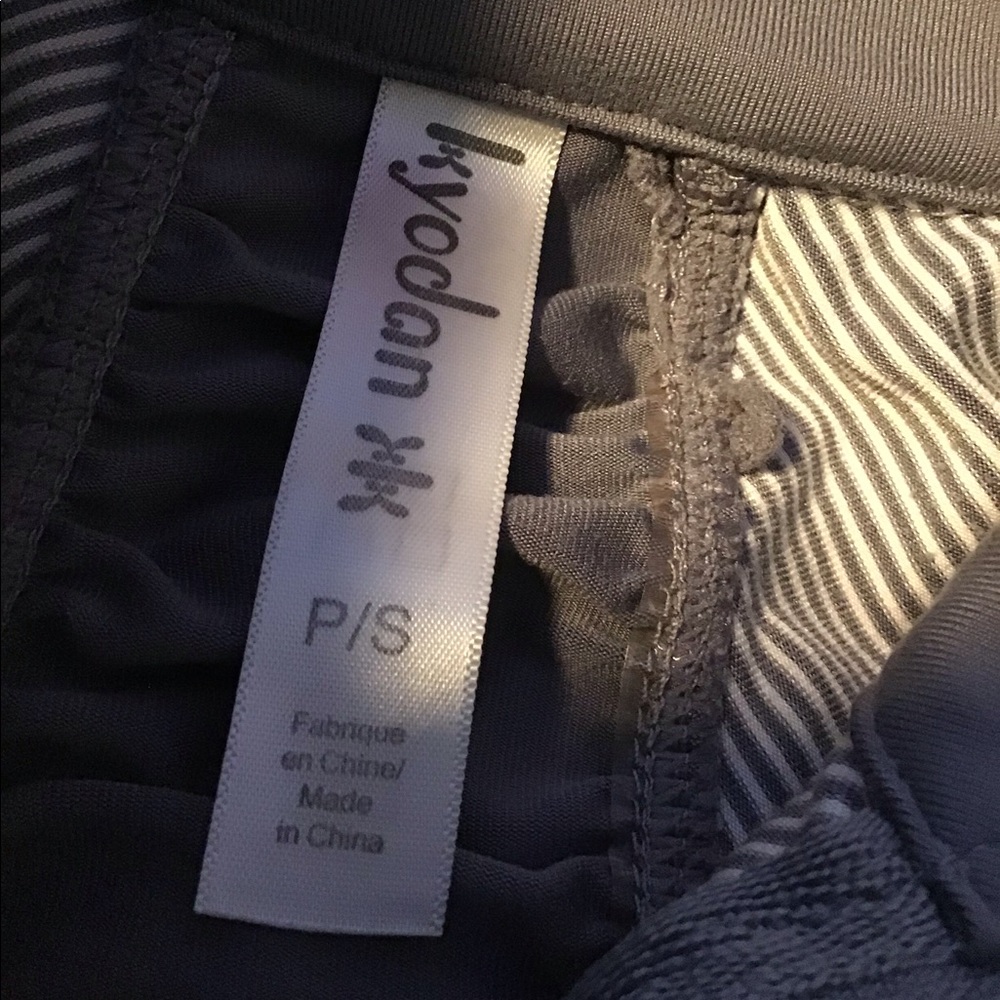 kyodan
P/S
Fabrique
en Chine/
Made
in China